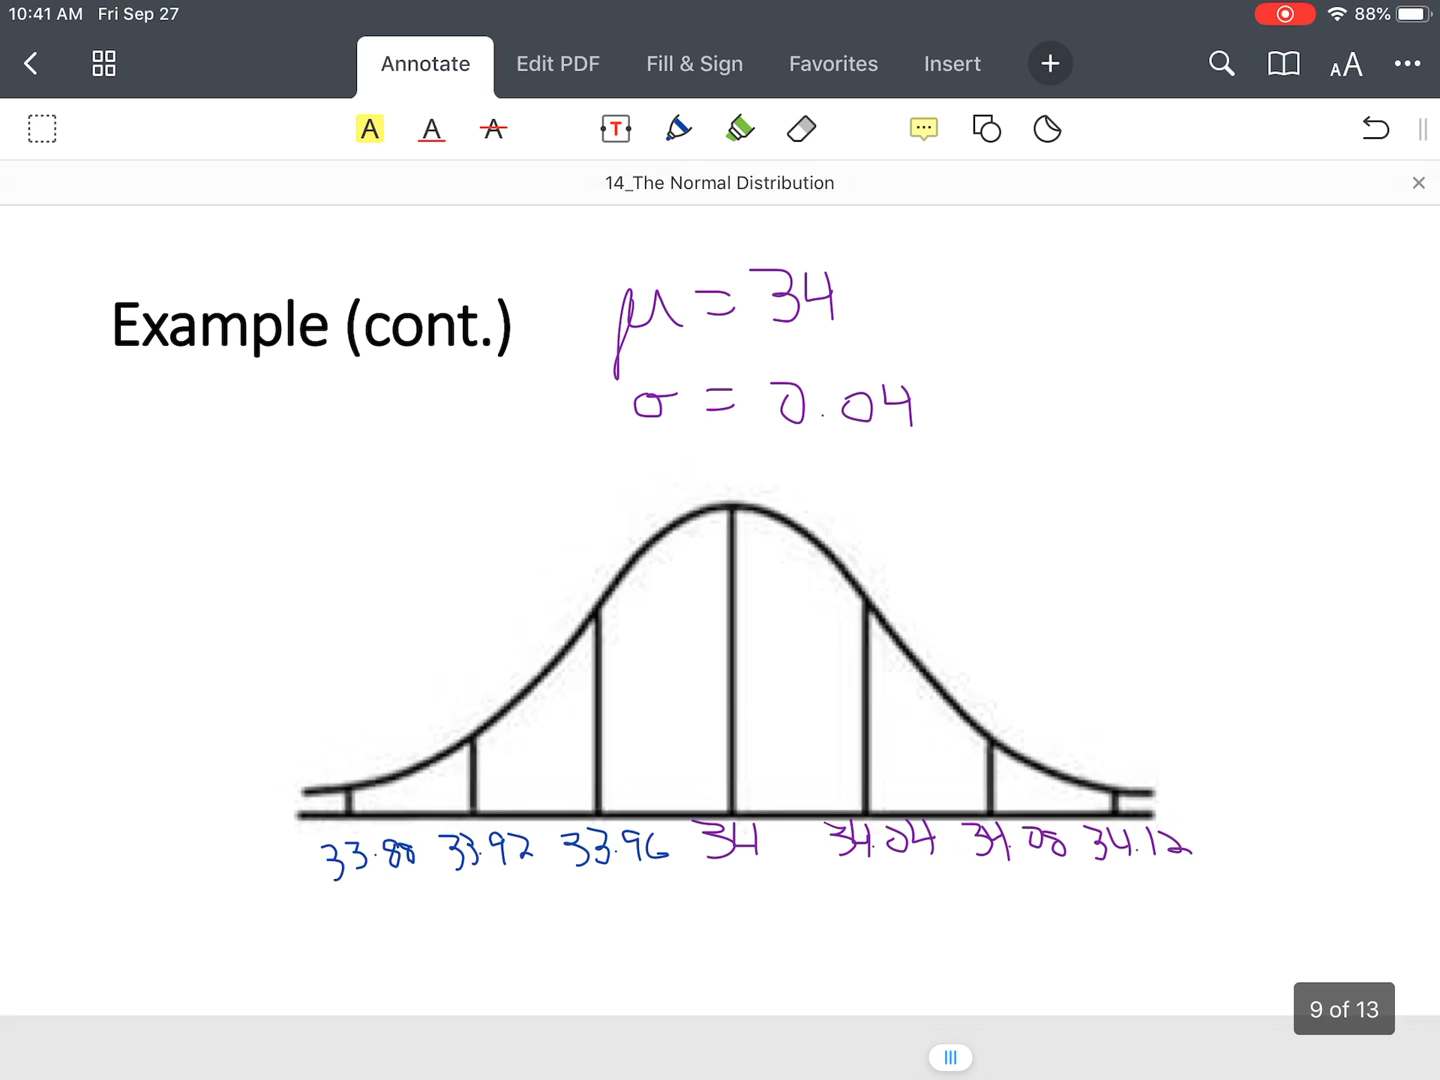 10:41 AM Fri Sep 27 88%
Annotate Edit PDF Fill & Sign Favorites Insert + AA
A A A T
14_The Normal Distribution
Example (cont.)
μ = 34
σ = 0.04
33.88 33.92 33.96 34 34.04 34.08 34.12
9 of 13